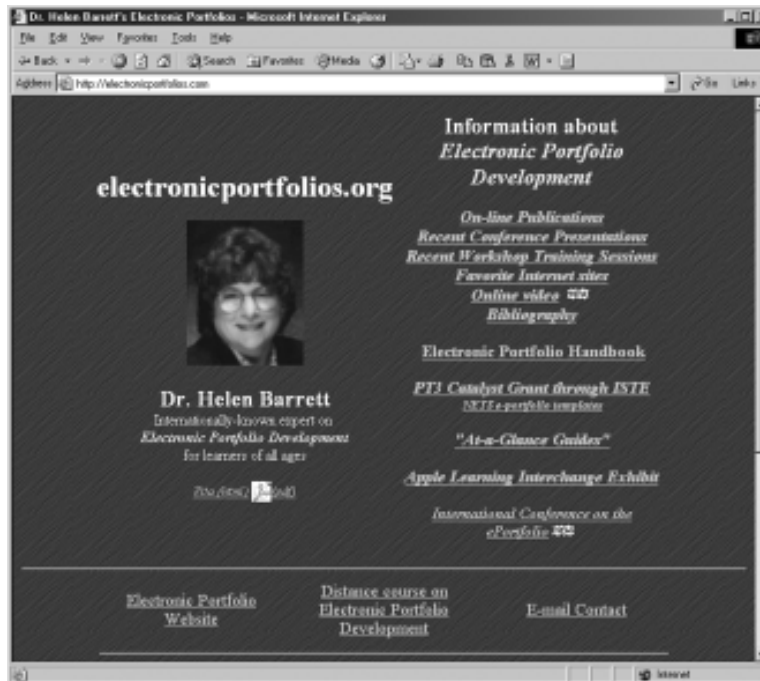 Dr. Helen Barrett's Electronic Portfolios - Microsoft Internet Explorer
File Edit View Favorites Tools Help
Back Search Favorites Media
Address http://electronicportfolios.com Go Links
electronicportfolios.org
Dr. Helen Barrett
Internationally-known expert on
Electronic Portfolio Development
for learners of all ages
(pdf)
Information about
Electronic Portfolio
Development
On-line Publications
Recent Conference Presentations
Recent Workshop Training Sessions
Favorite Internet sites
Online video
Bibliography
Electronic Portfolio Handbook
PT3 Catalyst Grant through ISTE
NETS e-portfolio templates
"At-a-Glance Guides"
Apple Learning Interchange Exhibit
International Conference on the
ePortfolio
Electronic Portfolio
Website
Distance course on
Electronic Portfolio
Development
E-mail Contact
Internet